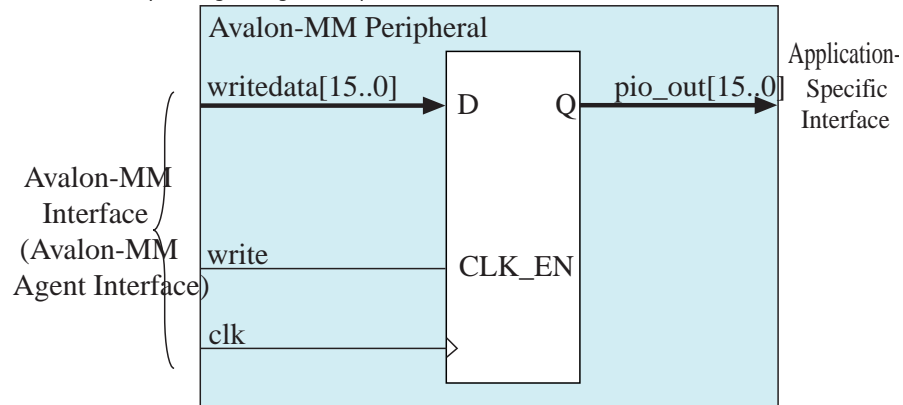 Avalon-MM Peripheral
writedata[15..0]
D
Q
pio_out[15..0]
Application-
Specific
Interface
Avalon-MM
Interface
(Avalon-MM
Agent Interface)
write
CLK_EN
clk